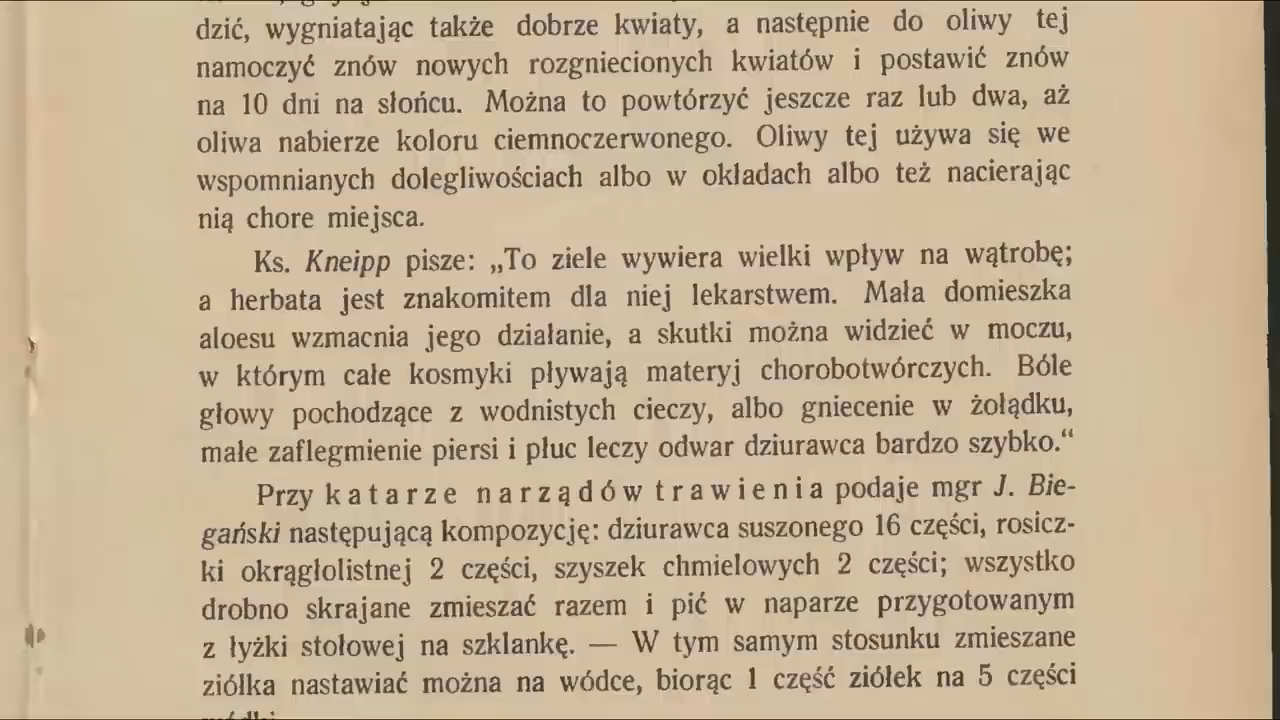 dzić, wygniatając także dobrze kwiaty, a następnie do oliwy tej
namoczyć znów nowych rozgniecionych kwiatów i postawić znów
na 10 dni na słońcu. Można to powtórzyć jeszcze raz lub dwa, aż
oliwa nabierze koloru ciemnoczerwonego. Oliwy tej używa się we
wspomnianych dolegliwościach albo w okładach albo też nacierając
nią chore miejsca.
Ks. Kneipp pisze: „To ziele wywiera wielki wpływ na wątrobę;
a herbata jest znakomitem dla niej lekarstwem. Mała domieszka
aloesu wzmacnia jego działanie, a skutki można widzieć w moczu,
w którym całe kosmyki pływają materyj chorobotwórczych. Bóle
głowy pochodzące z wodnistych cieczy, albo gniecenie w żołądku,
małe zaflegmienie piersi i płuc leczy odwar dziurawca bardzo szybko.“
Przy katarze narządów trawienia podaje mgr J. Bie-
gański następującą kompozycję: dziurawca suszonego 16 części, rosicz-
ki okrągłolistnej 2 części, szyszek chmielowych 2 części; wszystko
drobno skrajane zmieszać razem i pić w naparze przygotowanym
z łyżki stołowej na szklankę. — W tym samym stosunku zmieszane
ziółka nastawiać można na wódce, biorąc 1 część ziółek na 5 części